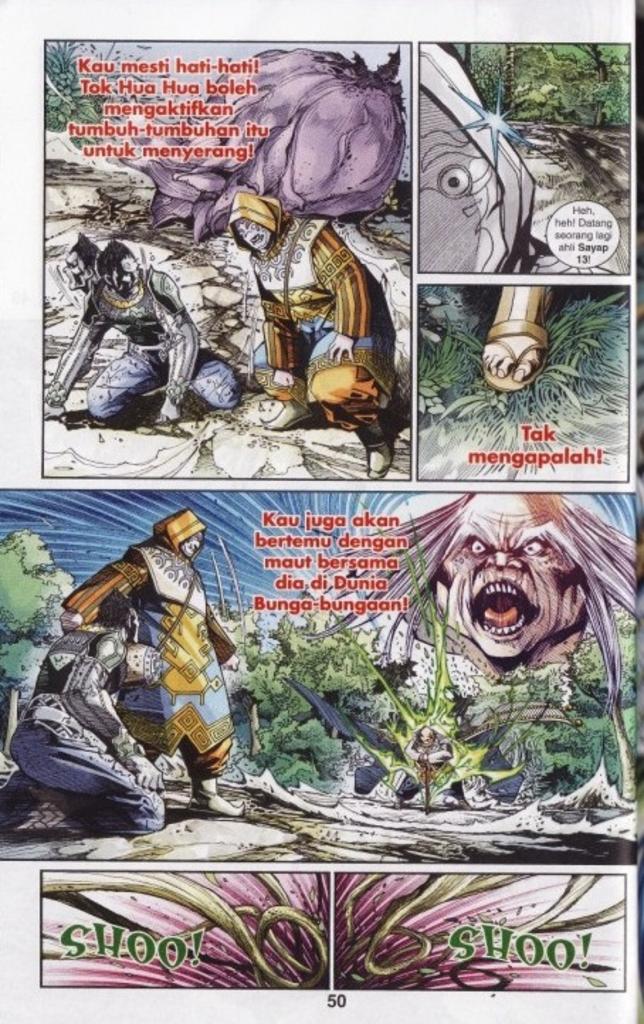 Kau mesti hati-hati!
Tok Hua Hua boleh
mengaktifkan
tumbuh-tumbuhan itu
untuk menyerang!
Heh,
heh! Datang
seorang lagi
ahli Sayap
13!
Tak
mengapalah!
Kau juga akan
bertemu dengan
maut bersama
dia di Dunia
Bunga-bungaan!
SHOO!
SHOO!
50